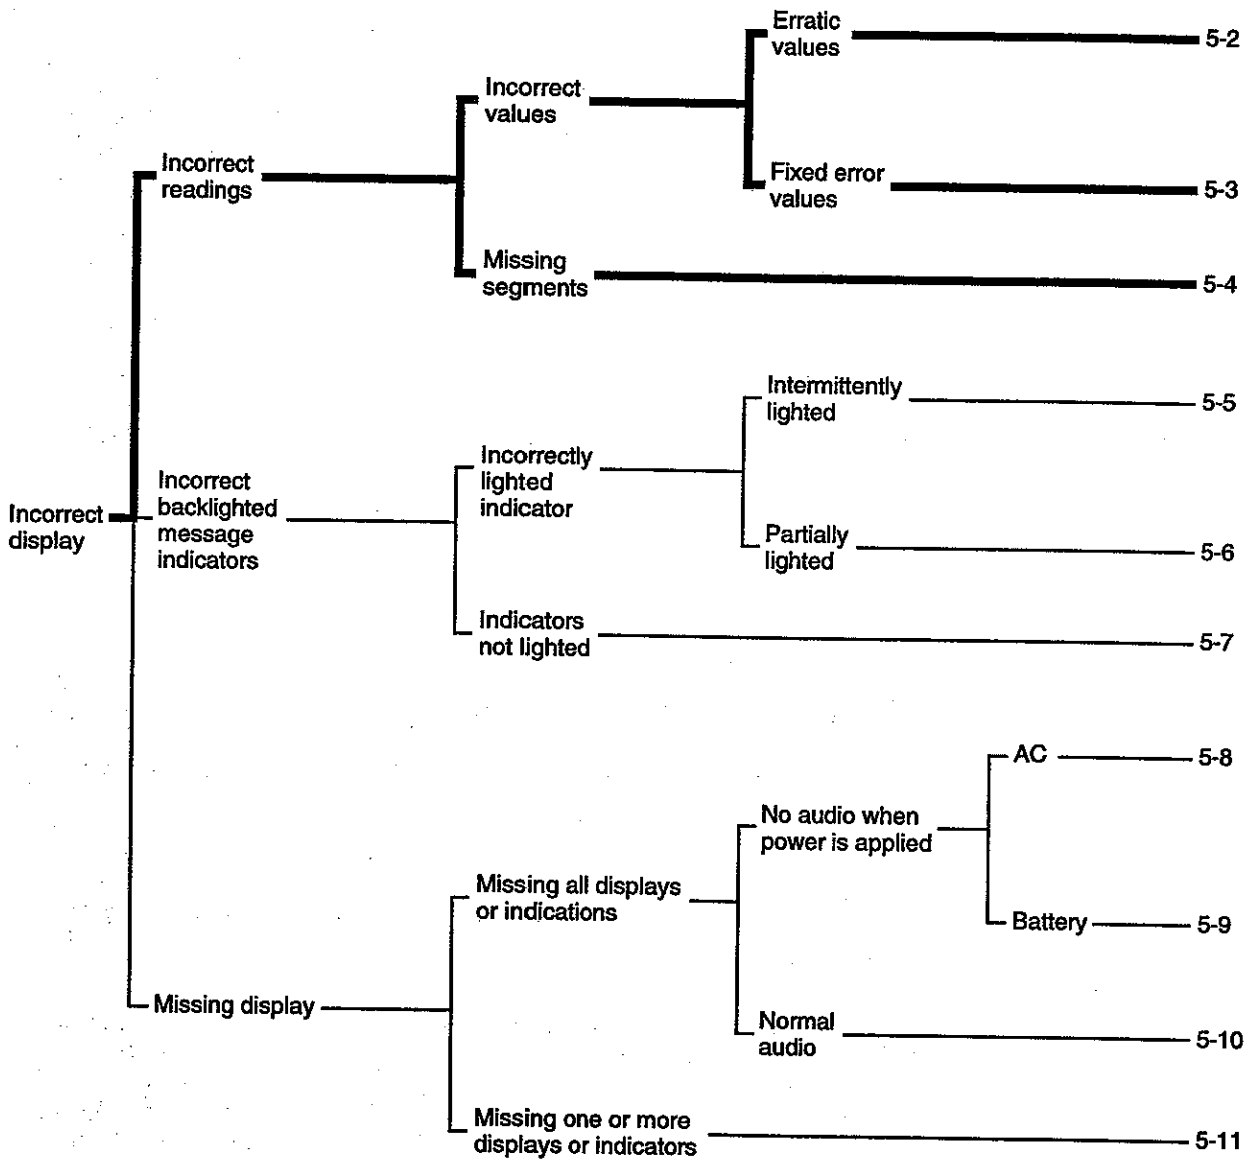 Erratic
values
5-2
Incorrect
values
Incorrect
readings
Fixed error
values
5-3
Missing
segments
5-4
Intermittently
lighted
5-5
Incorrectly
lighted
indicator
Incorrect
backlighted
message
indicators
Incorrect
display
Partially
lighted
5-6
Indicators
not lighted
5-7
AC
5-8
No audio when
power is applied
Missing all displays
or indications
Battery
5-9
Missing display
Normal
audio
5-10
Missing one or more
displays or indicators
5-11